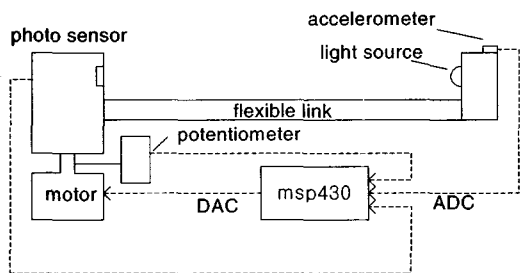 accelerometer
photo sensor
light source
flexible link
potentiometer
motor
msp430
DAC
ADC